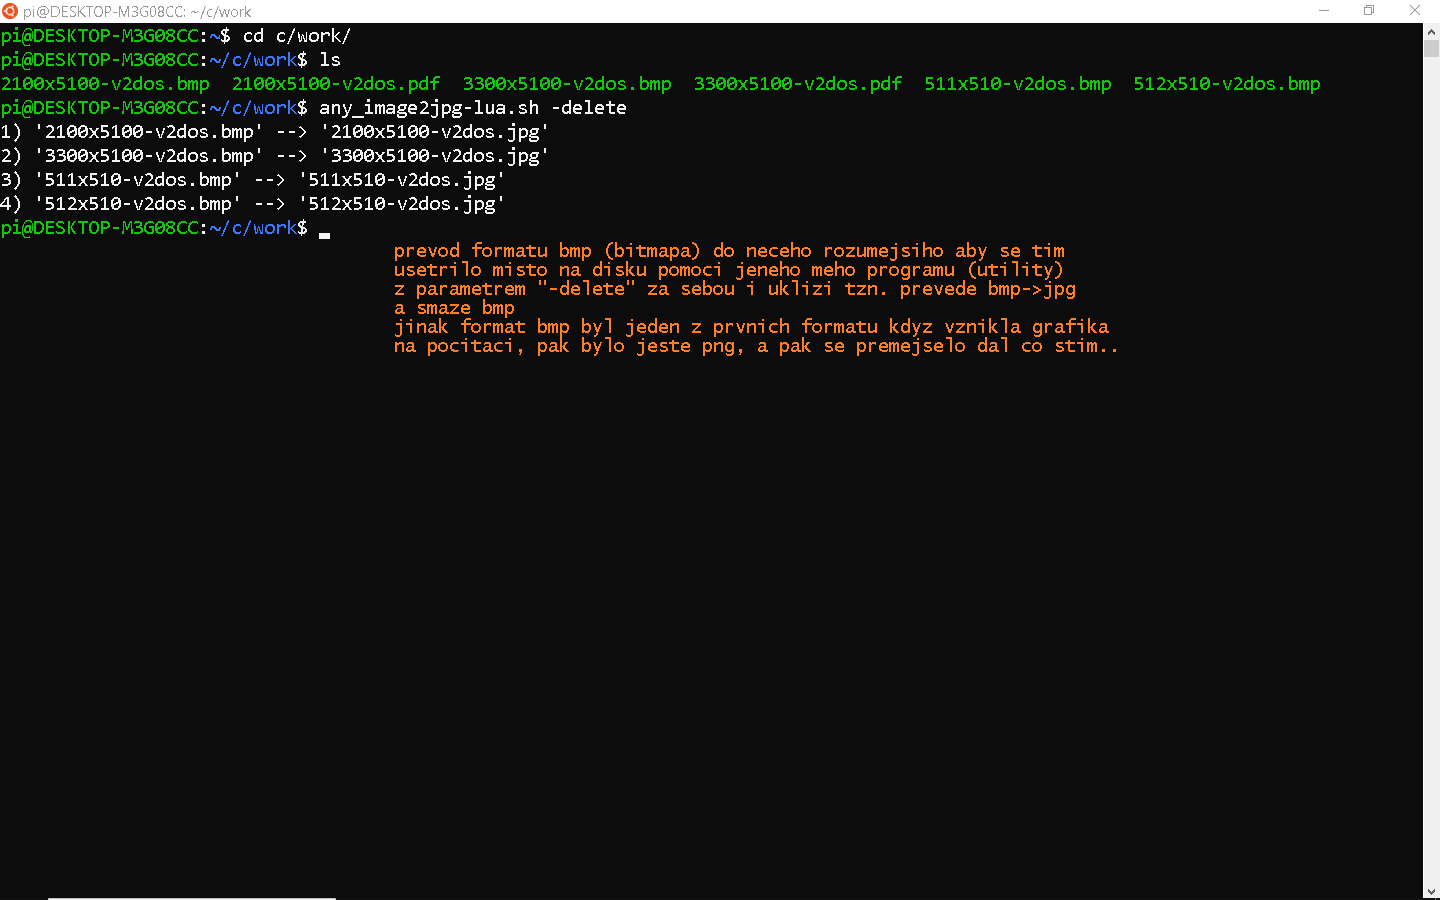 pi@DESKTOP-M3G08CC: ~/c/work
pi@DESKTOP-M3G08CC:~$ cd c/work/
pi@DESKTOP-M3G08CC:~/c/work$ ls
2100x5100-v2dos.bmp  2100x5100-v2dos.pdf  3300x5100-v2dos.bmp  3300x5100-v2dos.pdf  511x510-v2dos.bmp  512x510-v2dos.bmp
pi@DESKTOP-M3G08CC:~/c/work$ any_image2jpg-lua.sh -delete
1) '2100x5100-v2dos.bmp' --> '2100x5100-v2dos.jpg'
2) '3300x5100-v2dos.bmp' --> '3300x5100-v2dos.jpg'
3) '511x510-v2dos.bmp' --> '511x510-v2dos.jpg'
4) '512x510-v2dos.bmp' --> '512x510-v2dos.jpg'
pi@DESKTOP-M3G08CC:~/c/work$
prevod formatu bmp (bitmapa) do neceho rozumejsiho aby se tim
usetrilo misto na disku pomoci jeneho meho programu (utility)
z parametrem "-delete" za sebou i uklizi tzn. prevede bmp->jpg
a smaze bmp
jinak format bmp byl jeden z prvnich formatu kdyz vznikla grafika
na pocitaci, pak bylo jeste png, a pak se premejselo dal co stim..